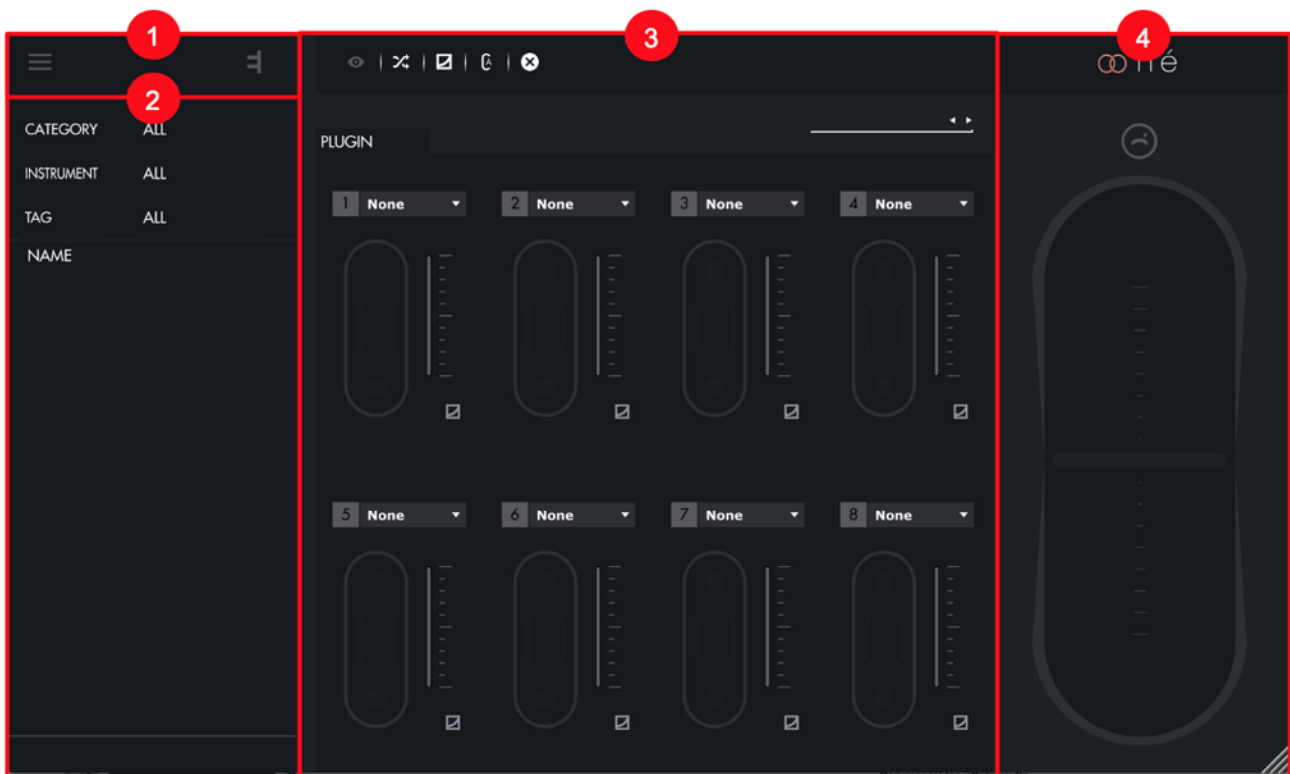 1
2
3
4
CATEGORY ALL
INSTRUMENT ALL
TAG ALL
NAME
PLUGIN
1 None
2 None
3 None
4 None
5 None
6 None
7 None
8 None